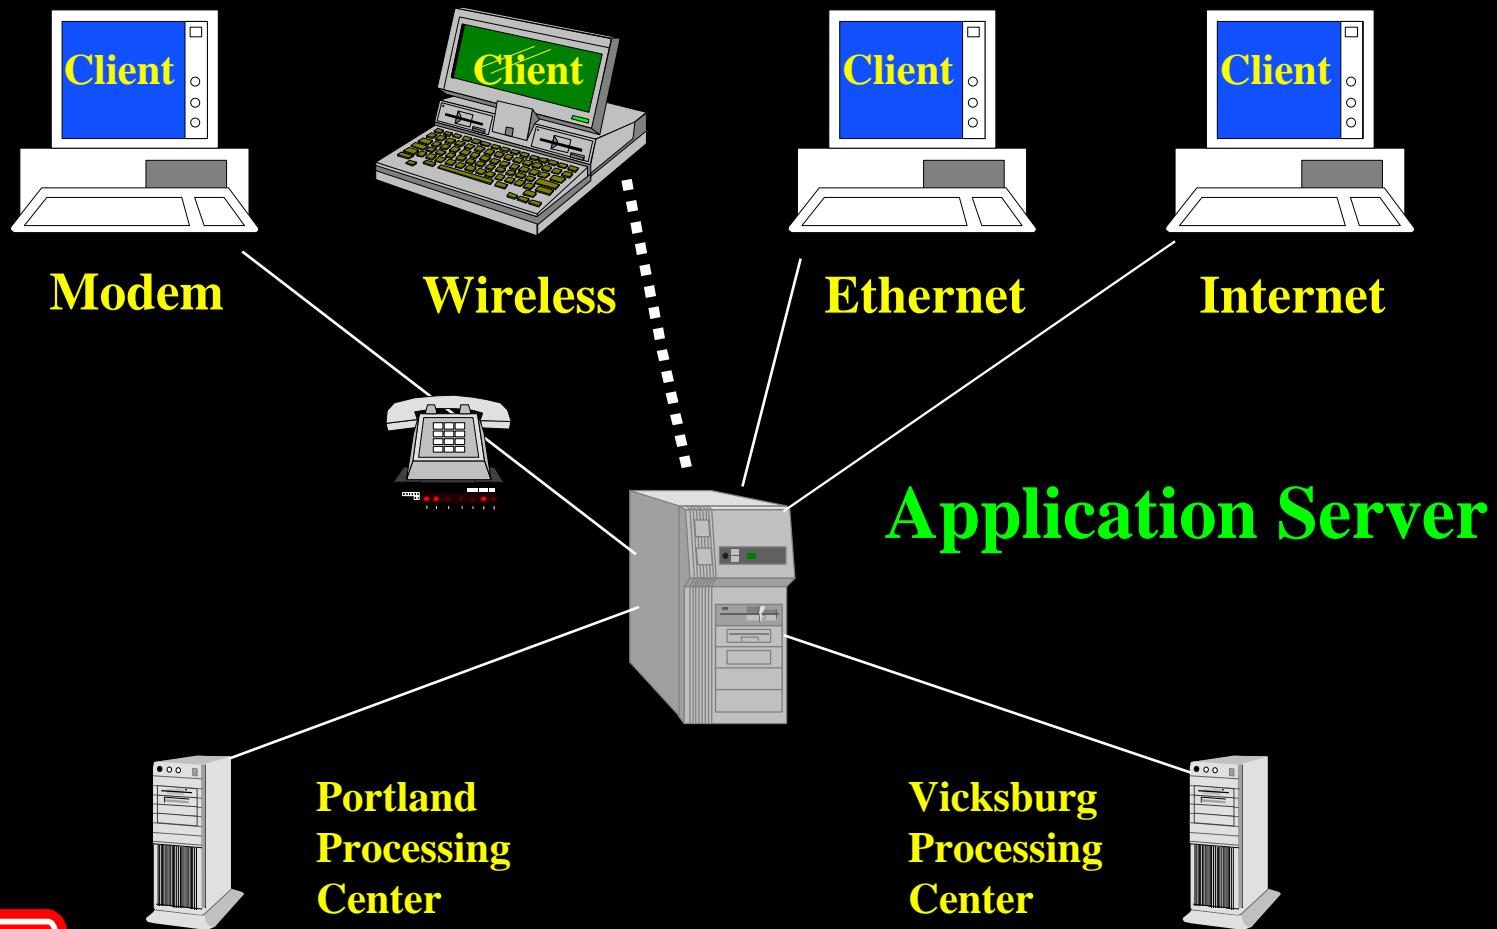 Client
Client
Client
Client
Modem
Wireless
Ethernet
Internet
Application Server
Portland
Processing
Center
Vicksburg
Processing
Center